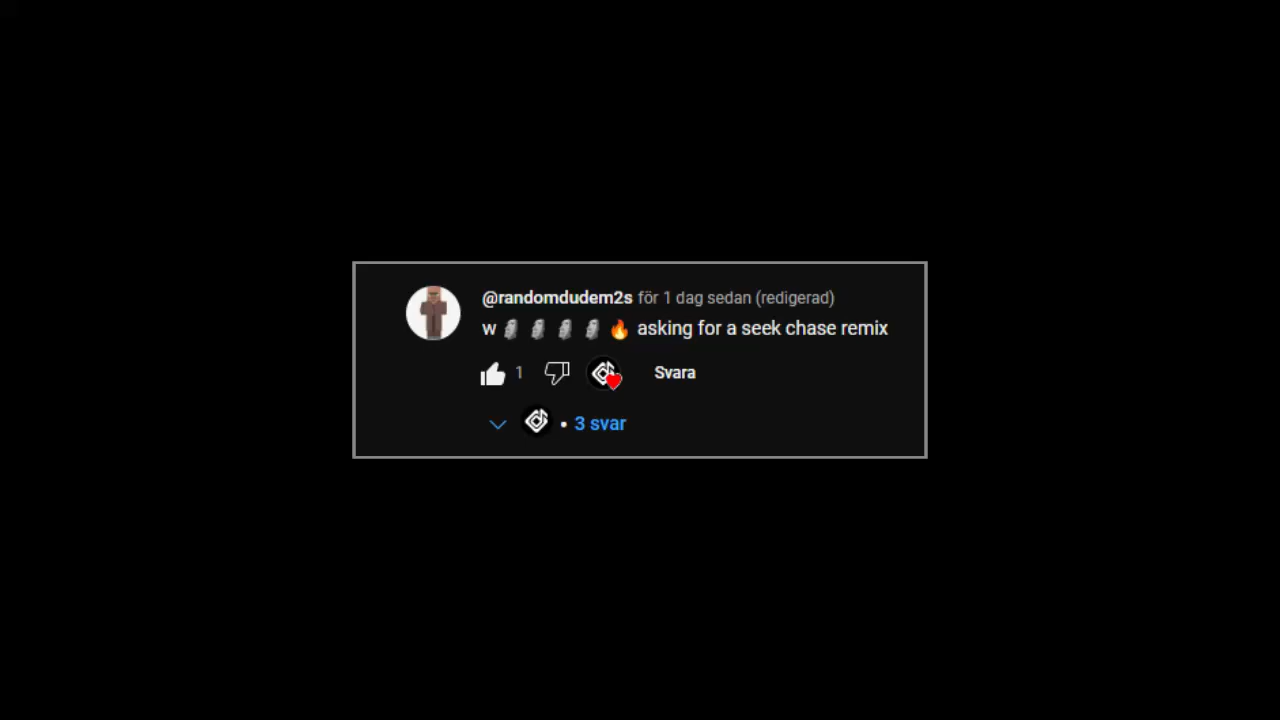 @randomdudem2s för 1 dag sedan (redigerad)
w 🗿 🗿 🗿 🗿 🔥 asking for a seek chase remix
1 Svara
• 3 svar